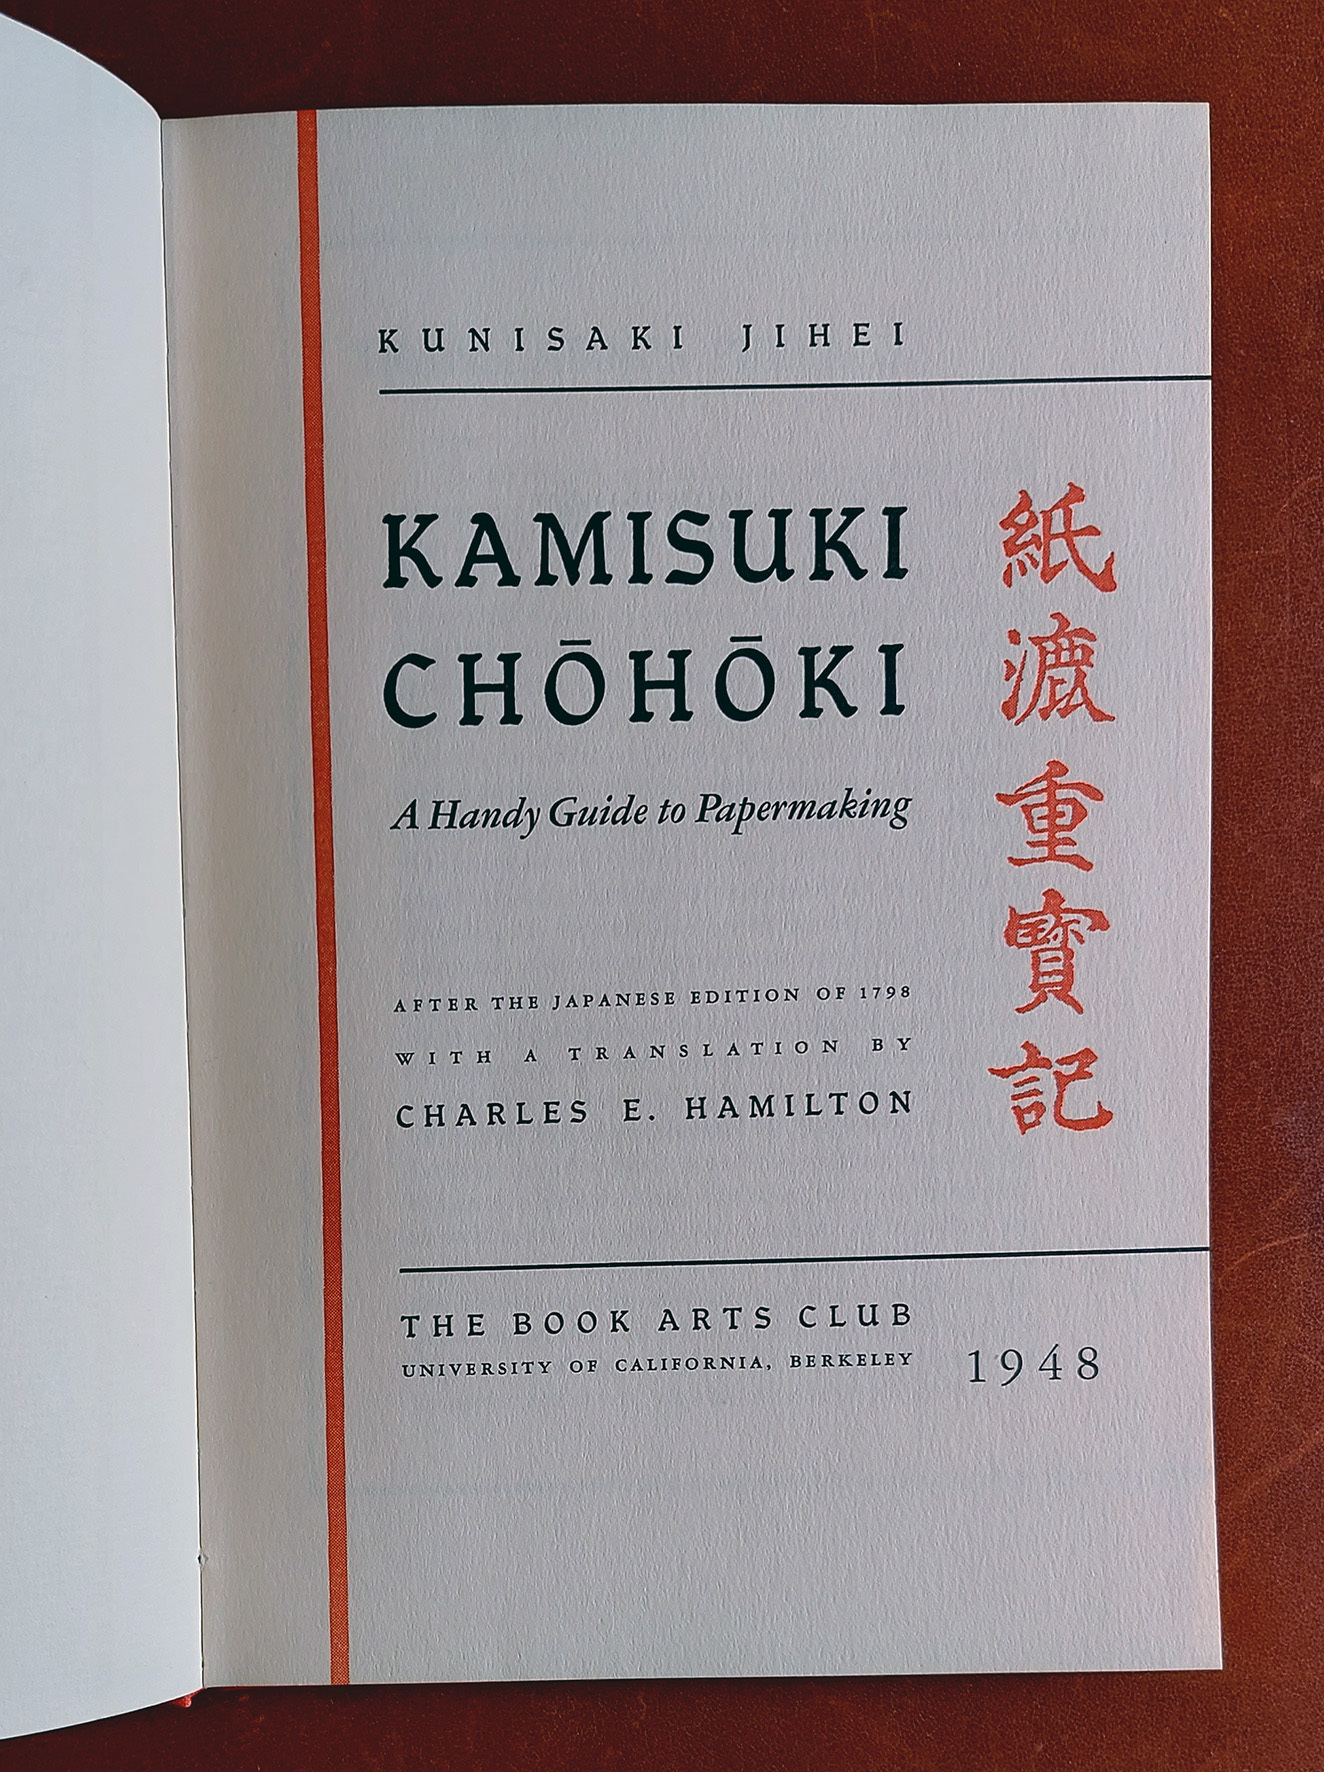 KUNISAKI JIHEI
KAMISUKI
CHŌHŌKI
A Handy Guide to Papermaking
紙漉重寶記
AFTER THE JAPANESE EDITION OF 1798
WITH A TRANSLATION BY
CHARLES E. HAMILTON
THE BOOK ARTS CLUB
UNIVERSITY OF CALIFORNIA, BERKELEY
1948